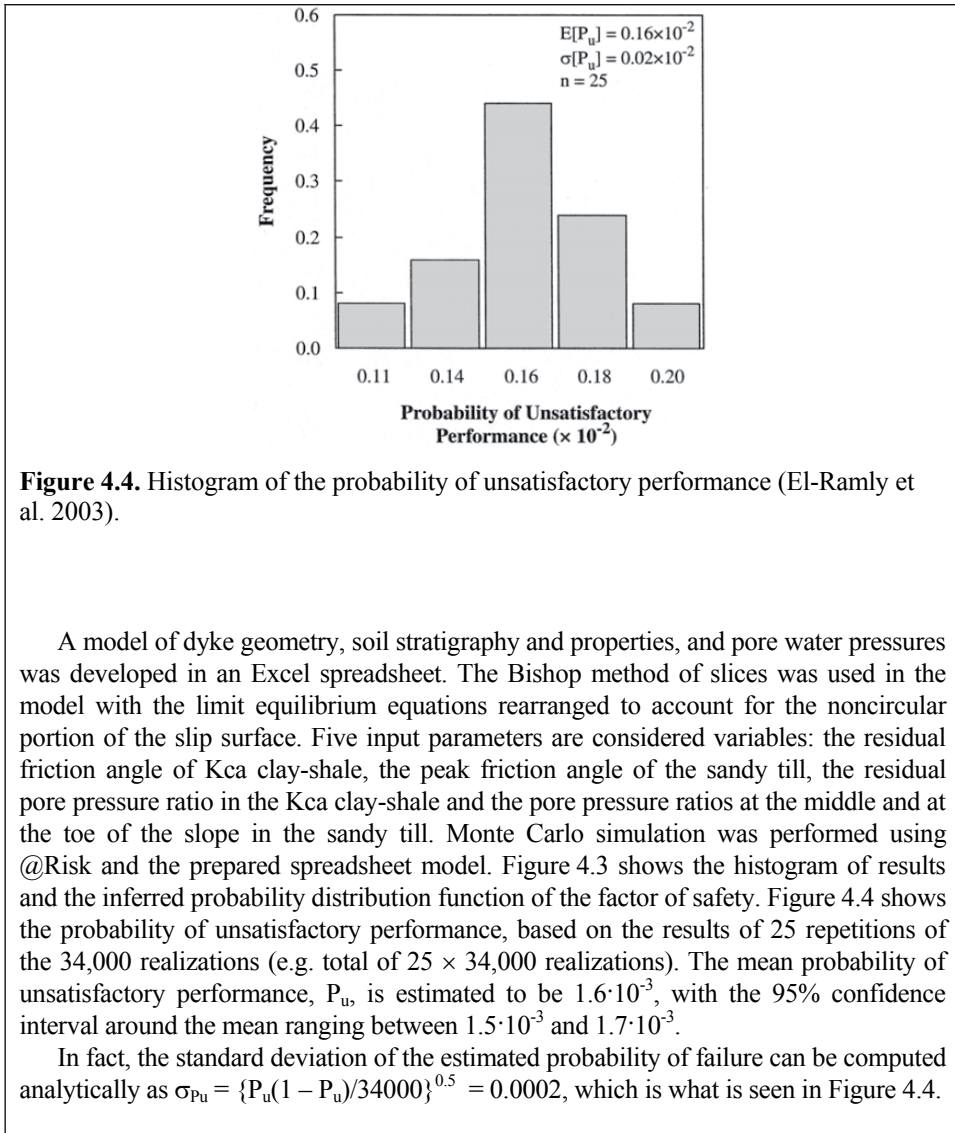 0.6
E[Pu] = 0.16×10⁻²
σ[Pu] = 0.02×10⁻²
n = 25
0.5
0.4
0.3
0.2
0.1
0.0
Frequency
0.11 0.14 0.16 0.18 0.20
Probability of Unsatisfactory
Performance (× 10⁻²)
Figure 4.4. Histogram of the probability of unsatisfactory performance (El-Ramly et
al. 2003).
A model of dyke geometry, soil stratigraphy and properties, and pore water pressures
was developed in an Excel spreadsheet. The Bishop method of slices was used in the
model with the limit equilibrium equations rearranged to account for the noncircular
portion of the slip surface. Five input parameters are considered variables: the residual
friction angle of Kca clay-shale, the peak friction angle of the sandy till, the residual
pore pressure ratio in the Kca clay-shale and the pore pressure ratios at the middle and at
the toe of the slope in the sandy till. Monte Carlo simulation was performed using
@Risk and the prepared spreadsheet model. Figure 4.3 shows the histogram of results
and the inferred probability distribution function of the factor of safety. Figure 4.4 shows
the probability of unsatisfactory performance, based on the results of 25 repetitions of
the 34,000 realizations (e.g. total of 25 × 34,000 realizations). The mean probability of
unsatisfactory performance, Pu, is estimated to be 1.6·10⁻³, with the 95% confidence
interval around the mean ranging between 1.5·10⁻³ and 1.7·10⁻³.
In fact, the standard deviation of the estimated probability of failure can be computed
analytically as σPu = {Pu(1 – Pu)/34000}⁰·⁵ = 0.0002, which is what is seen in Figure 4.4.